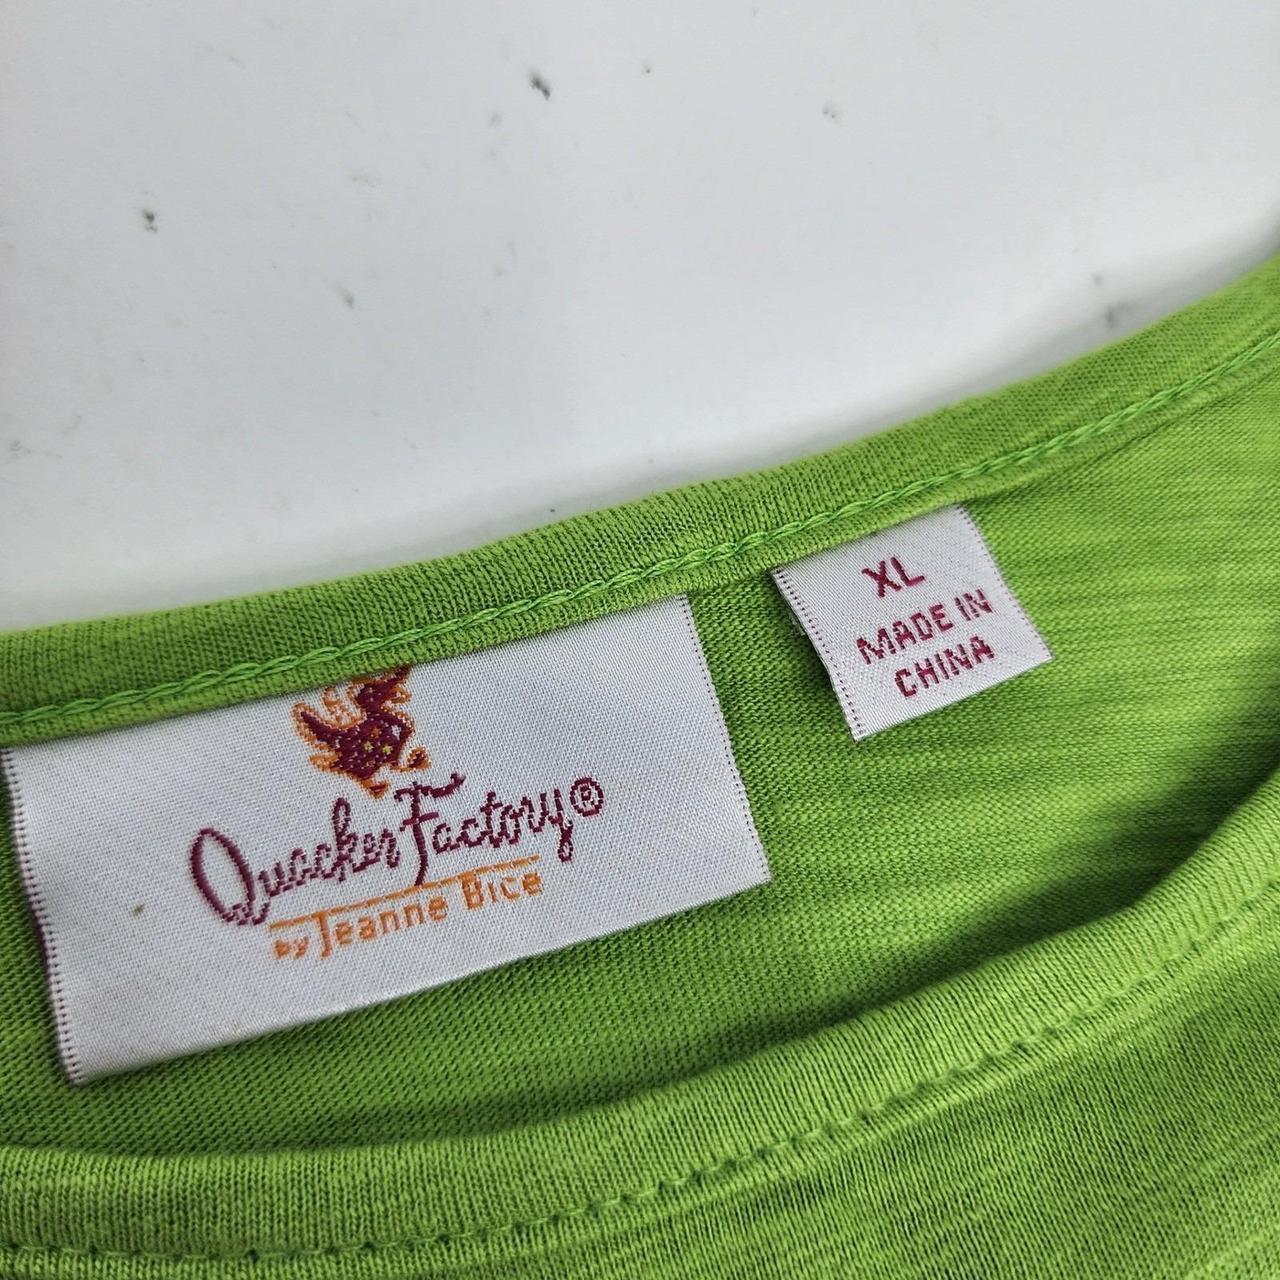 Quacker Factory®
by Jeanne Bice
XL
MADE IN
CHINA